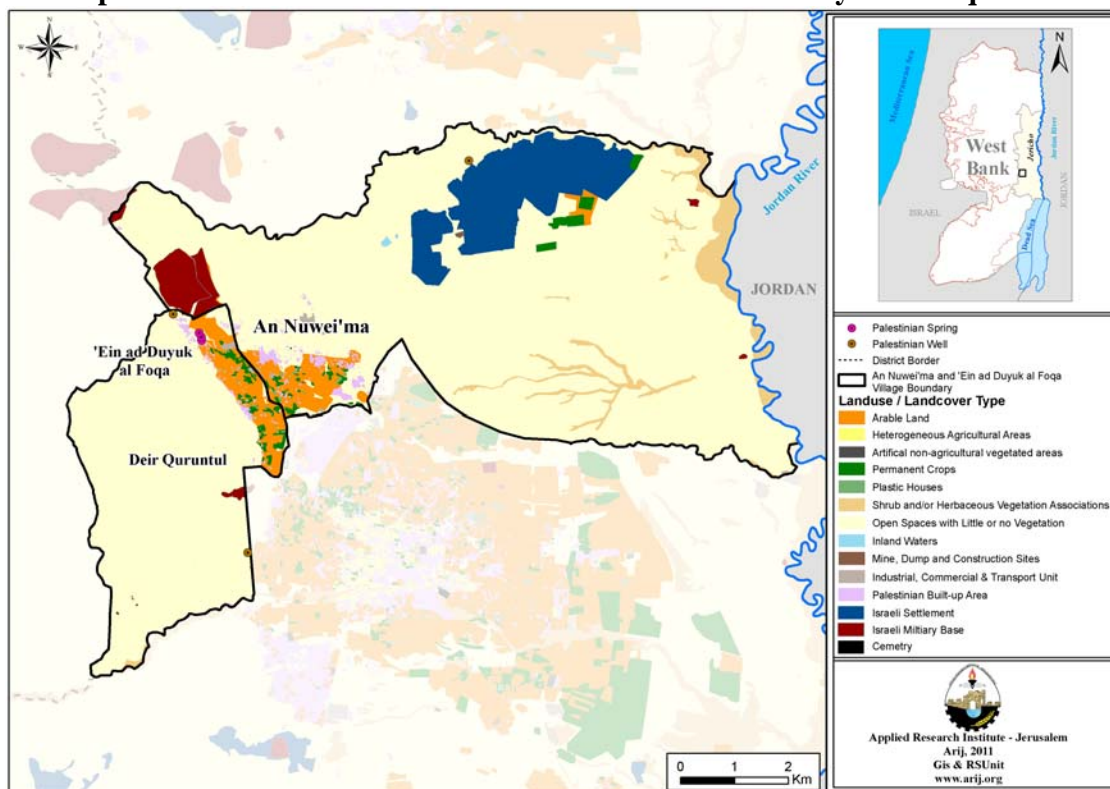 N
W
E
S
Jordan River
JORDAN
An Nuwei'ma
'Ein ad Duyuk
al Foqa
Deir Quruntul
0 1 2
Km
N
Mediterranean Sea
West
Bank
Jericho
Jordan River
ISRAEL
JORDAN
Dead Sea
Palestinian Spring
Palestinian Well
District Border
An Nuwei'ma and 'Ein ad Duyuk al Foqa
Village Boundary
Landuse / Landcover Type
Arable Land
Heterogeneous Agricultural Areas
Artifical non-agricultural vegetated areas
Permanent Crops
Plastic Houses
Shrub and/or Herbaceous Vegetation Associations
Open Spaces with Little or no Vegetation
Inland Waters
Mine, Dump and Construction Sites
Industrial, Commercial & Transport Unit
Palestinian Built-up Area
Israeli Settlement
Israeli Miltiary Base
Cemetry
Applied Research Institute - Jerusalem
Arij, 2011
Gis & RSUnit
www.arij.org